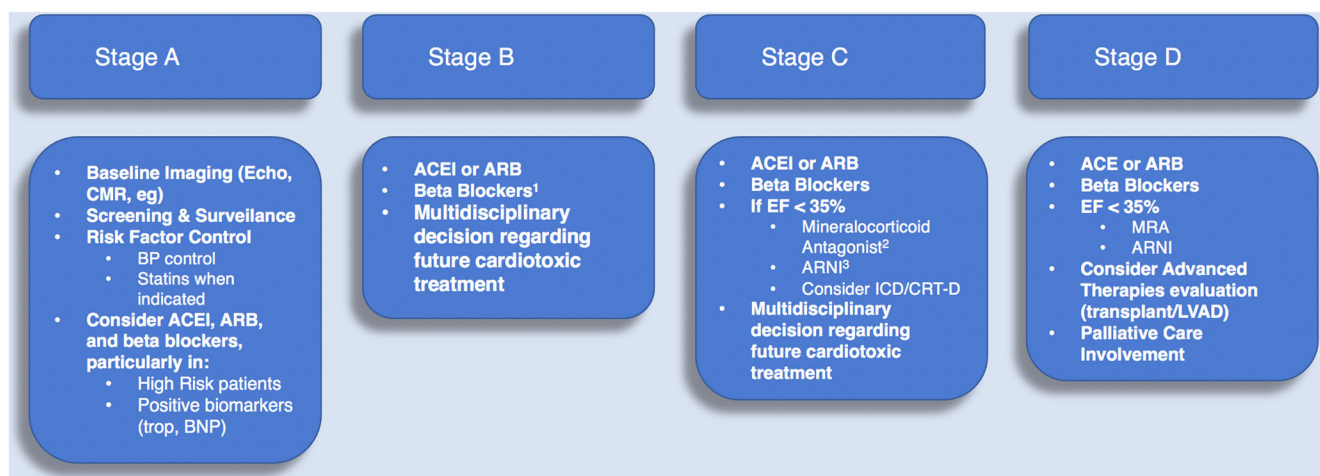 Stage A
• Baseline Imaging (Echo,
CMR, eg)
• Screening & Surveilance
• Risk Factor Control
• BP control
• Statins when
indicated
• Consider ACEI, ARB,
and beta blockers,
particularly in:
• High Risk patients
• Positive biomarkers
(trop, BNP)
Stage B
• ACEI or ARB
• Beta Blockers¹
• Multidisciplinary
decision regarding
future cardiotoxic
treatment
Stage C
• ACEI or ARB
• Beta Blockers
• If EF < 35%
• Mineralocorticoid
Antagonist²
• ARNI³
• Consider ICD/CRT-D
• Multidisciplinary
decision regarding
future cardiotoxic
treatment
Stage D
• ACE or ARB
• Beta Blockers
• EF < 35%
• MRA
• ARNI
• Consider Advanced
Therapies evaluation
(transplant/LVAD)
• Palliative Care
Involvement